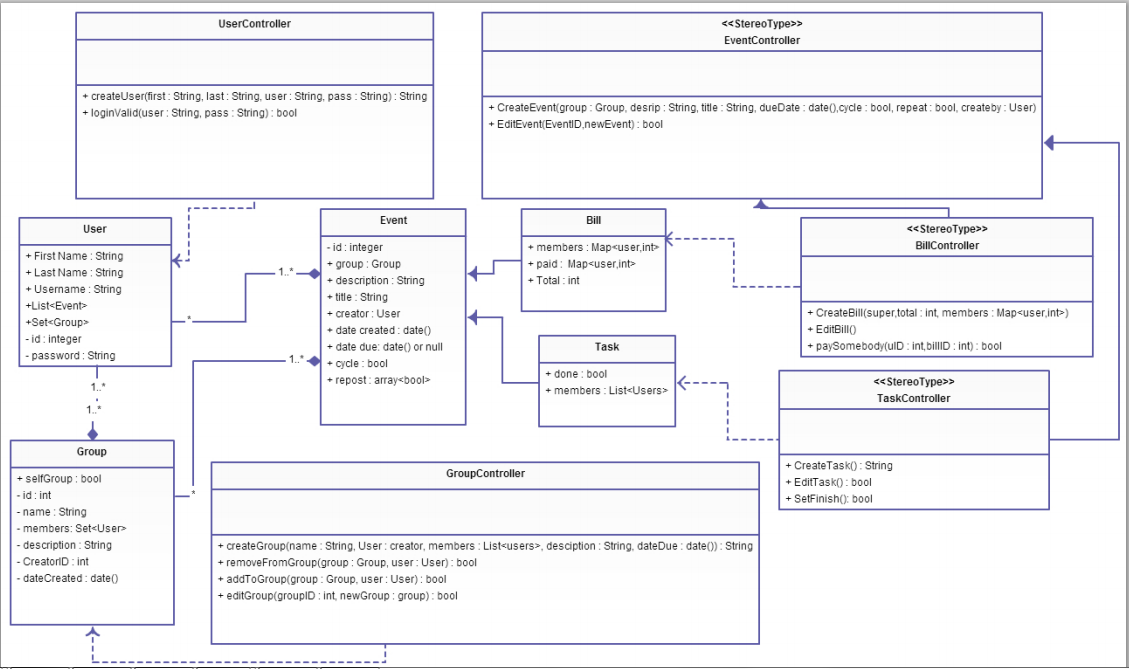 UserController
+ createUser(first : String, last : String, user : String, pass : String) : String
+ loginValid(user : String, pass : String) : bool
<<StereoType>>
EventController
+ CreateEvent(group : Group, desrip : String, title : String, dueDate : date(),cycle : bool, repeat : bool, createby : User)
+ EditEvent(EventID,newEvent) : bool
User
+ First Name : String
+ Last Name : String
+ Username : String
+List<Event>
+Set<Group>
- id : integer
- password : String
1..*
*
Event
- id : integer
+ group : Group
+ description : String
+ title : String
+ creator : User
+ date created : date()
+ date due: date() or null
+ cycle : bool
+ repost : array<bool>
Bill
+ members : Map<user,int>
+ paid : Map<user,int>
+ Total : int
<<StereoType>>
BillController
+ CreateBill(super,total : int, members : Map<user,int>)
+ EditBill()
+ paySomebody(uID : int,billID : int) : bool
Task
+ done : bool
+ members : List<Users>
<<StereoType>>
TaskController
+ CreateTask() : String
+ EditTask() : bool
+ SetFinish(): bool
1..*
1..*
1..*
*
Group
+ selfGroup : bool
- id : int
- name : String
- members: Set<User>
- description : String
- CreatorID : int
- dateCreated : date()
GroupController
+ createGroup(name : String, User : creator, members : List<users>, desciption : String, dateDue : date()) : String
+ removeFromGroup(group : Group, user : User) : bool
+ addToGroup(group : Group, user : User) : bool
+ editGroup(groupID : int, newGroup : group) : bool